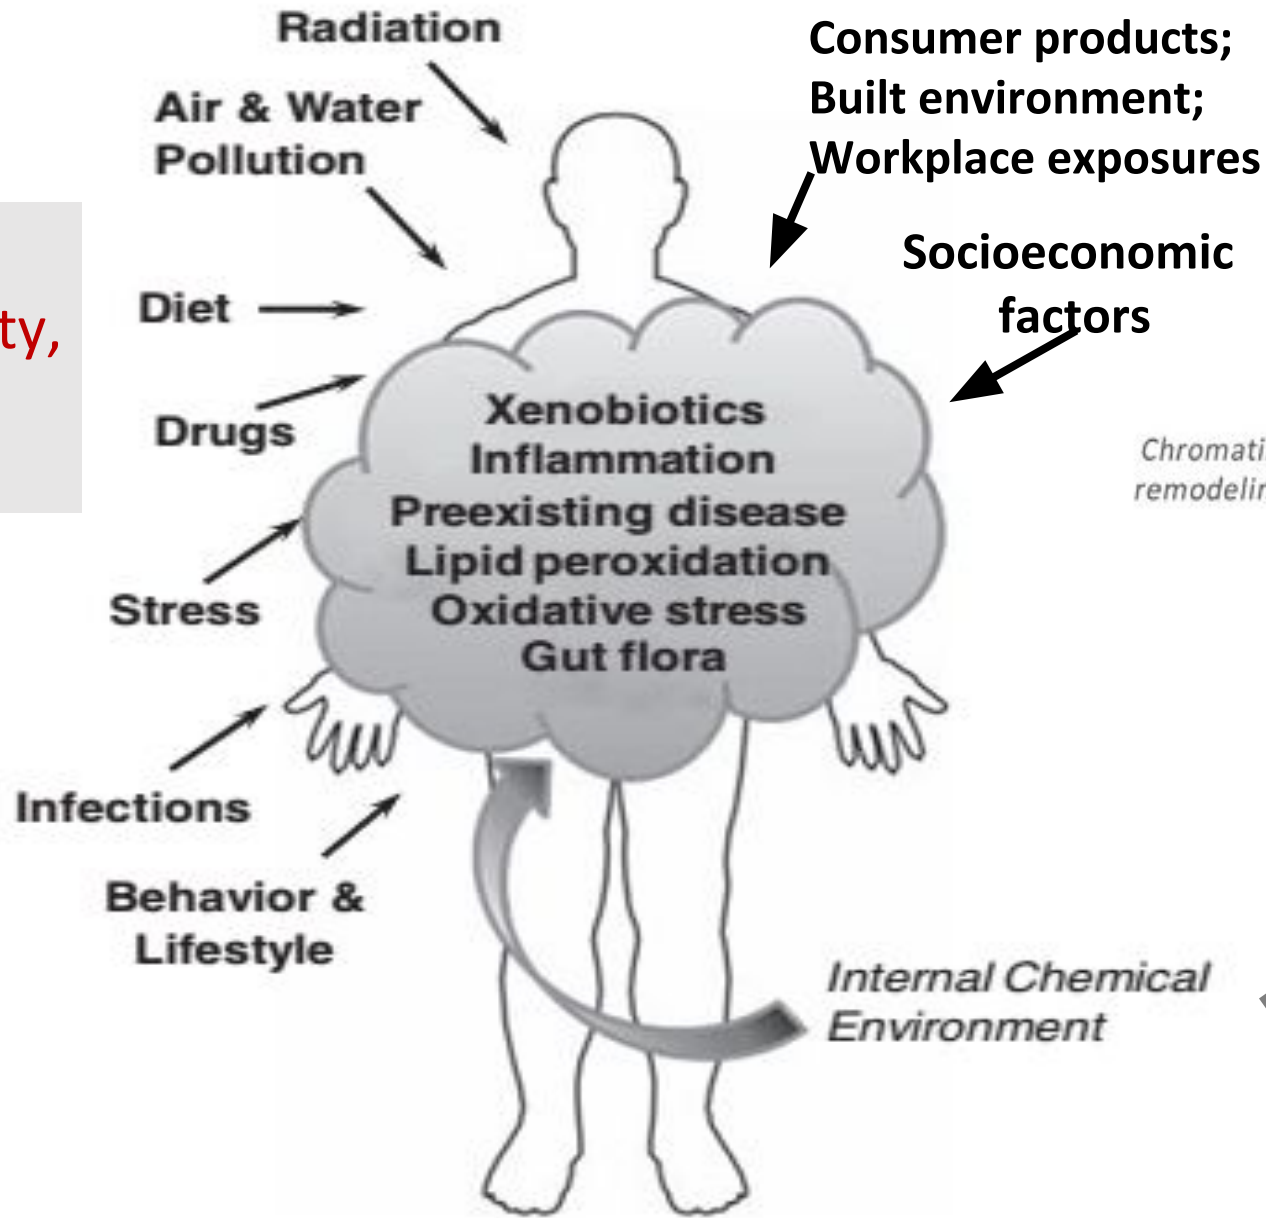 Radiation
Air & Water
Pollution
Diet
Drugs
Stress
Infections
Behavior &
Lifestyle
Consumer products;
Built environment;
Workplace exposures
Socioeconomic
factors
Xenobiotics
Inflammation
Preexisting disease
Lipid peroxidation
Oxidative stress
Gut flora
Internal Chemical
Environment